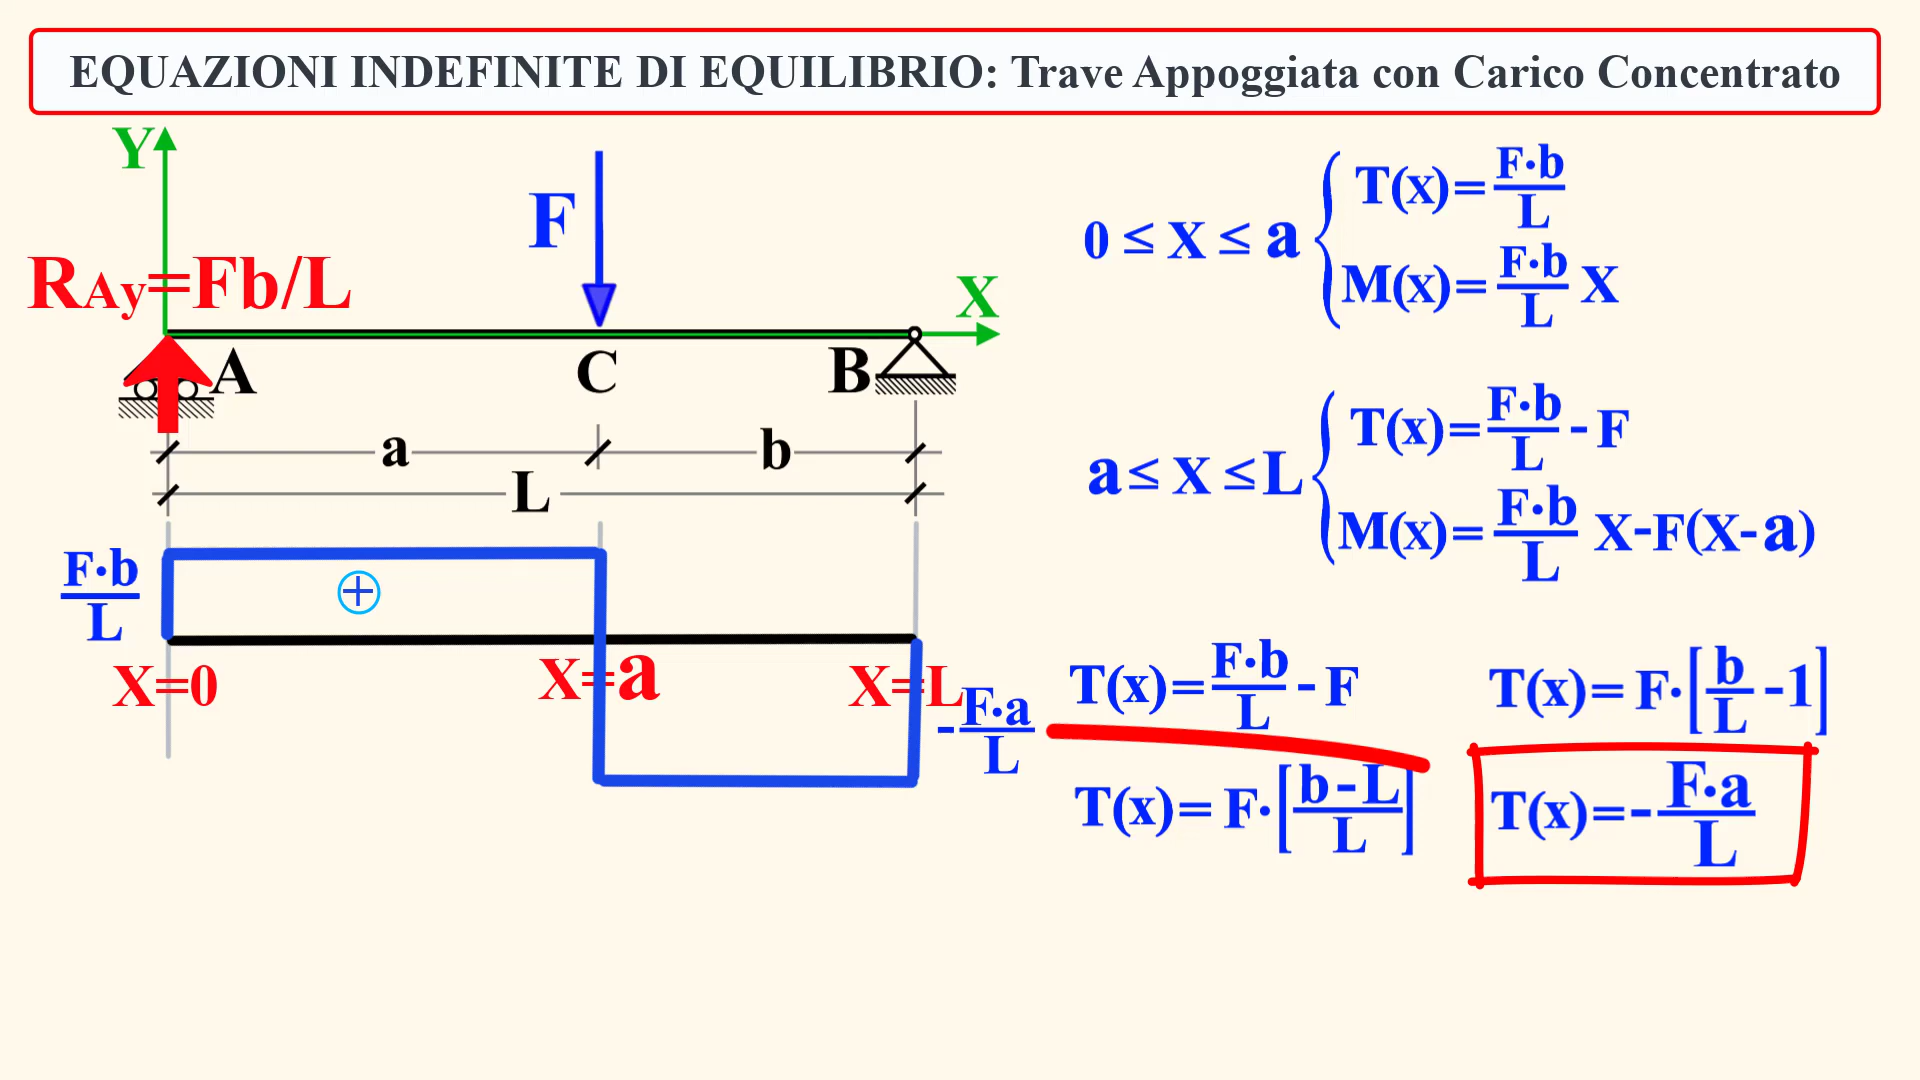 EQUAZIONI INDEFINITE DI EQUILIBRIO: Trave Appoggiata con Carico Concentrato
Y
F
RAy=Fb/L
X
A
C
B
a
b
L
F·b
L
+
X=0
X=a
X=L
-F·a
L
0 ≤ X ≤ a
T(x)=F·b
L
M(x)=F·b X
L
a ≤ X ≤ L
T(x)=F·b - F
L
M(x)=F·b X-F(X-a)
L
T(x)=F·b - F
L
T(x)=F·[b -1]
L
T(x)=F·[b-L]
L
T(x)=-F·a
L